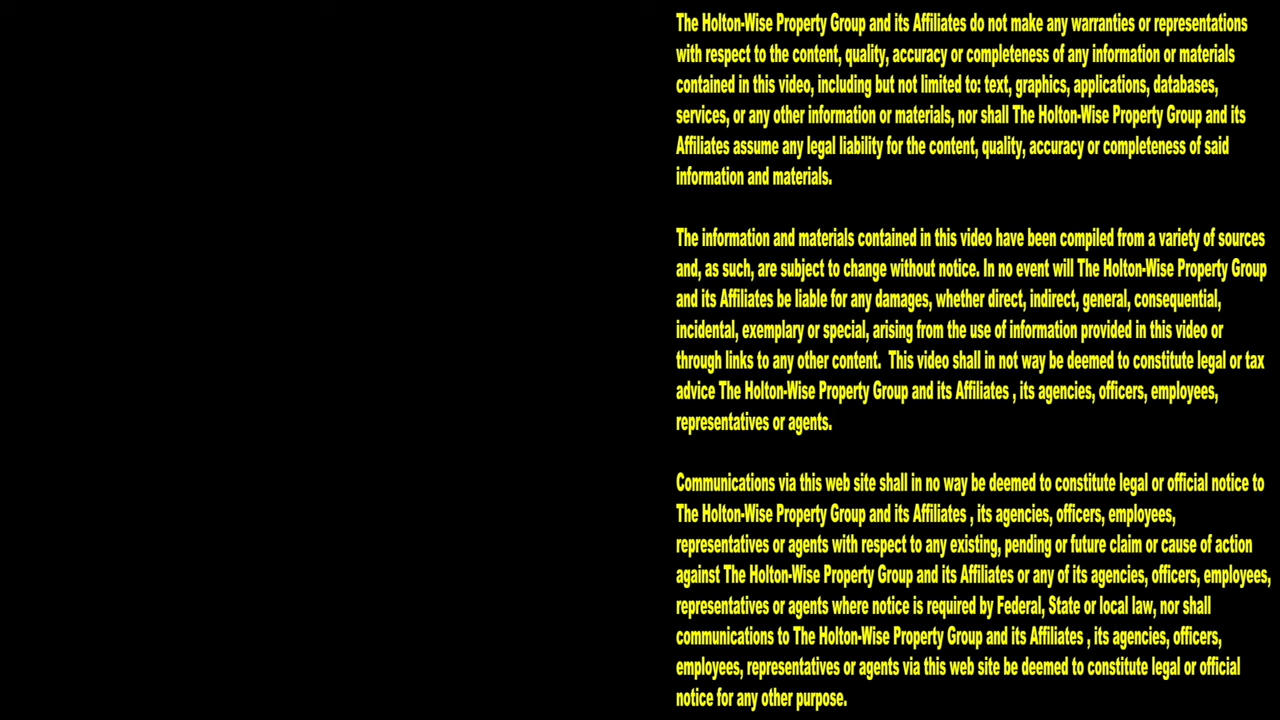 The Holton-Wise Property Group and its Affiliates do not make any warranties or representations
with respect to the content, quality, accuracy or completeness of any information or materials
contained in this video, including but not limited to: text, graphics, applications, databases,
services, or any other information or materials, nor shall The Holton-Wise Property Group and its
Affiliates assume any legal liability for the content, quality, accuracy or completeness of said
information and materials.
The information and materials contained in this video have been compiled from a variety of sources
and, as such, are subject to change without notice. In no event will The Holton-Wise Property Group
and its Affiliates be liable for any damages, whether direct, indirect, general, consequential,
incidental, exemplary or special, arising from the use of information provided in this video or
through links to any other content.  This video shall in not way be deemed to constitute legal or tax
advice The Holton-Wise Property Group and its Affiliates , its agencies, officers, employees,
representatives or agents.
Communications via this web site shall in no way be deemed to constitute legal or official notice to
The Holton-Wise Property Group and its Affiliates , its agencies, officers, employees,
representatives or agents with respect to any existing, pending or future claim or cause of action
against The Holton-Wise Property Group and its Affiliates or any of its agencies, officers, employees,
representatives or agents where notice is required by Federal, State or local law, nor shall
communications to The Holton-Wise Property Group and its Affiliates , its agencies, officers,
employees, representatives or agents via this web site be deemed to constitute legal or official
notice for any other purpose.